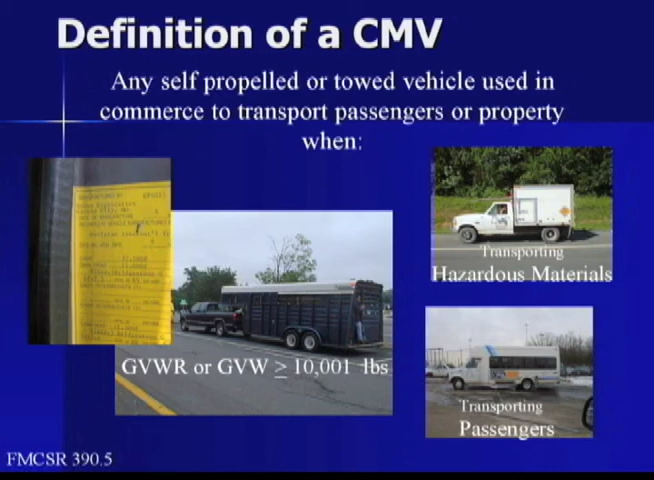 Definition of a CMV
Any self propelled or towed vehicle used in
commerce to transport passengers or property
when:
Transporting
Hazardous Materials
GVWR or GVW ≥ 10,001 lbs
Transporting
Passengers
FMCSR 390.5